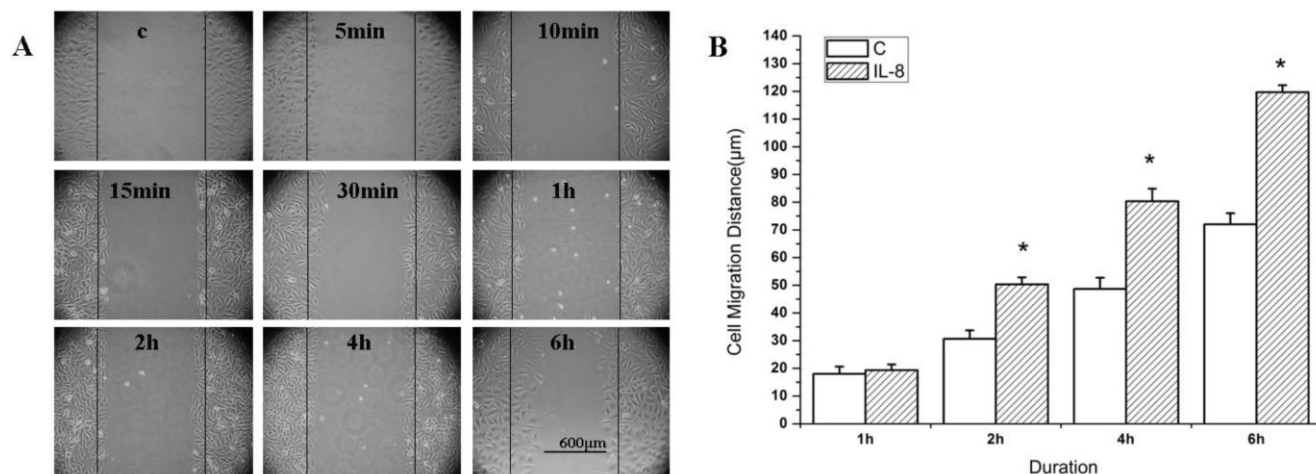 A
c
5min
10min
15min
30min
1h
2h
4h
6h
600μm
B
C
IL-8
Cell Migration Distance(μm)
140
130
120
110
100
90
80
70
60
50
40
30
20
10
0
*
*
*
1h
2h
4h
6h
Duration